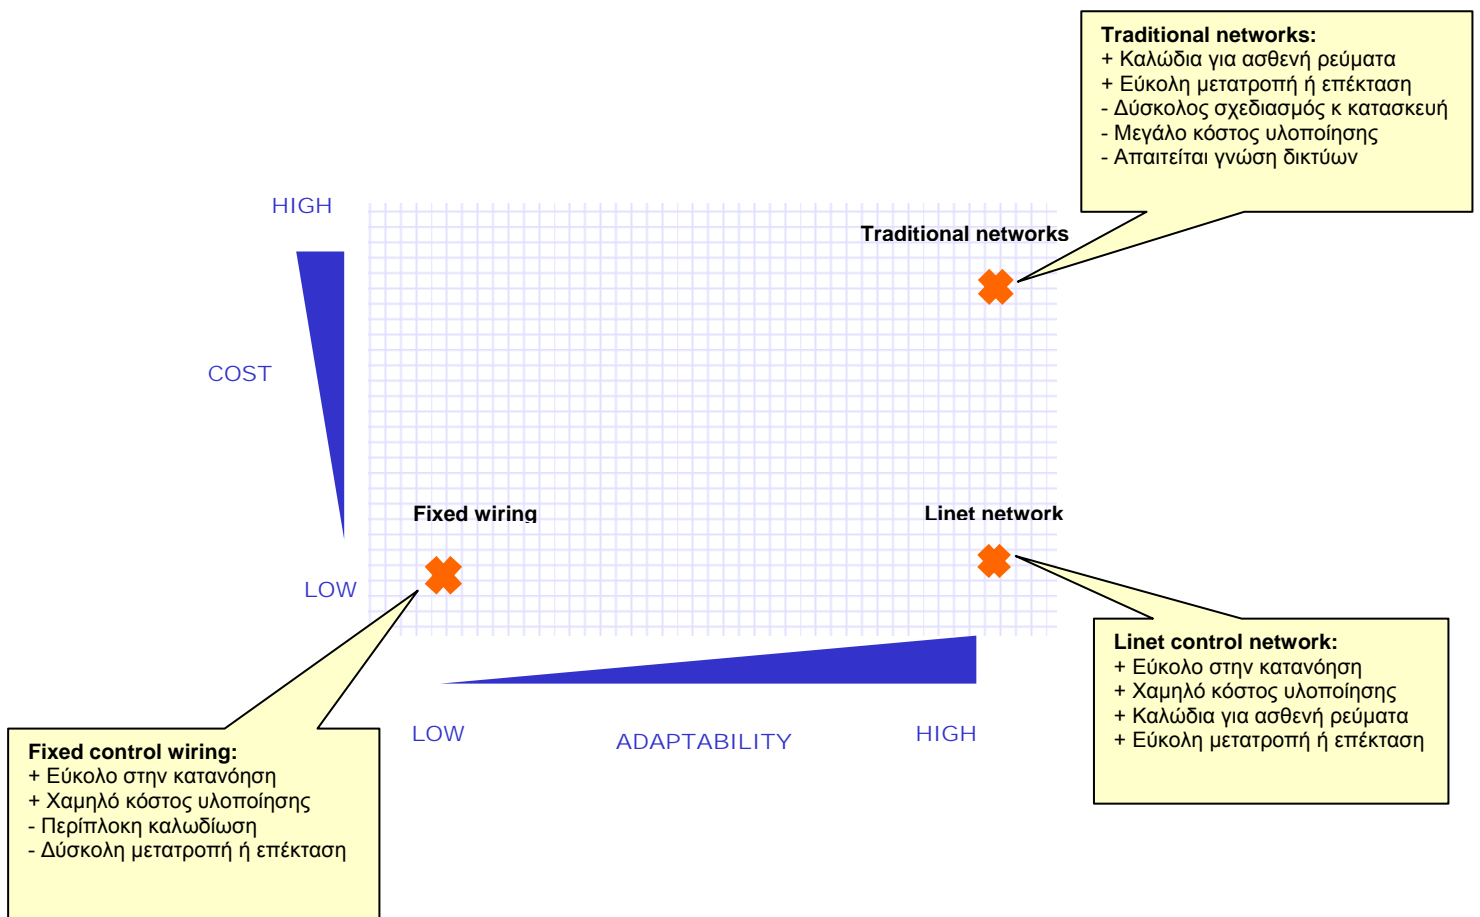 Traditional networks:
+ Καλώδια για ασθενή ρεύματα
+ Εύκολη μετατροπή ή επέκταση
- Δύσκολος σχεδιασμός κ κατασκευή
- Μεγάλο κόστος υλοποίησης
- Απαιτείται γνώση δικτύων
HIGH
Traditional networks
COST
Fixed wiring
Linet network
LOW
Linet control network:
+ Εύκολο στην κατανόηση
+ Χαμηλό κόστος υλοποίησης
+ Καλώδια για ασθενή ρεύματα
+ Εύκολη μετατροπή ή επέκταση
LOW
ADAPTABILITY
HIGH
Fixed control wiring:
+ Εύκολο στην κατανόηση
+ Χαμηλό κόστος υλοποίησης
- Περίπλοκη καλωδίωση
- Δύσκολη μετατροπή ή επέκταση